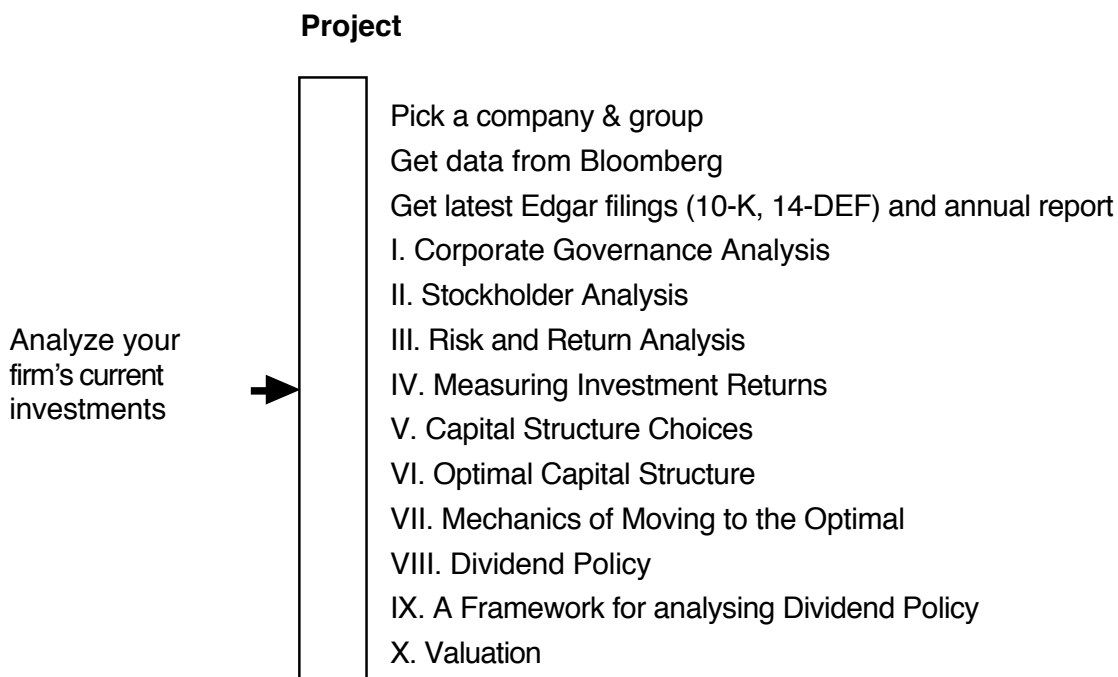 Project
Pick a company & group
Get data from Bloomberg
Get latest Edgar filings (10-K, 14-DEF) and annual report
I. Corporate Governance Analysis
II. Stockholder Analysis
III. Risk and Return Analysis
IV. Measuring Investment Returns
V. Capital Structure Choices
VI. Optimal Capital Structure
VII. Mechanics of Moving to the Optimal
VIII. Dividend Policy
IX. A Framework for analysing Dividend Policy
X. Valuation
Analyze your
firm’s current
investments